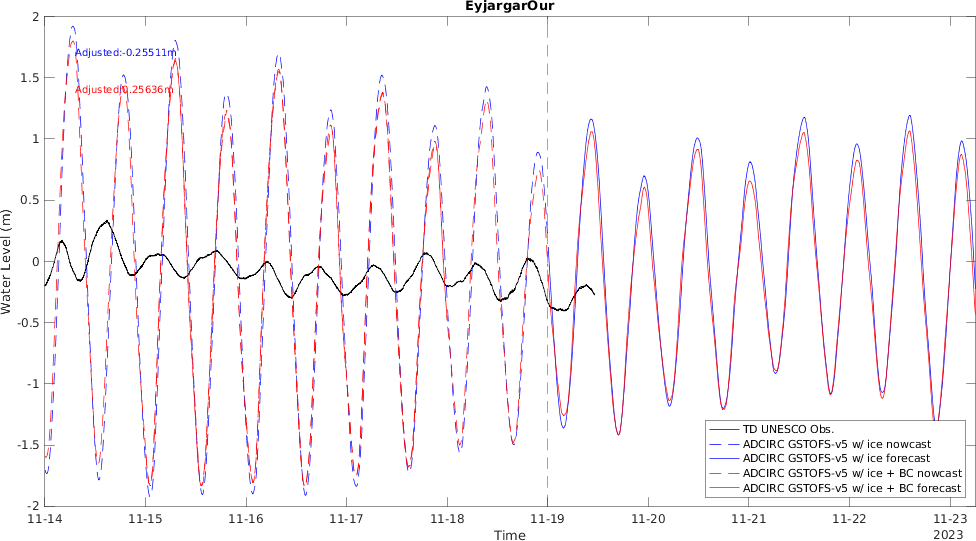 EyjargarOur
2
1.5
1
0.5
0
-0.5
-1
-1.5
-2
Water Level (m)
Adjusted:-0.25511m
Adjusted:0.25636m
TD UNESCO Obs.
ADCIRC GSTOFS-v5 w/ ice nowcast
ADCIRC GSTOFS-v5 w/ ice forecast
ADCIRC GSTOFS-v5 w/ ice + BC nowcast
ADCIRC GSTOFS-v5 w/ ice + BC forecast
11-14 11-15 11-16 11-17 11-18 11-19 11-20 11-21 11-22 11-23
2023
Time